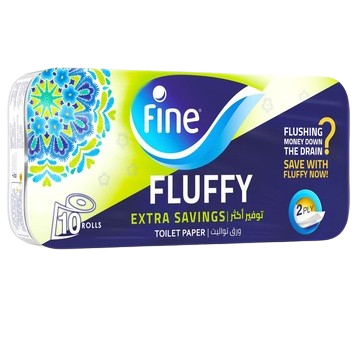 fine®
FLUSHING
MONEY DOWN
THE DRAIN?
SAVE WITH
FLUFFY NOW!
FLUFFY
EXTRA SAVINGS | توفير أكثر
TOILET PAPER | ورق تواليت
10 ROLLS
2 PLY